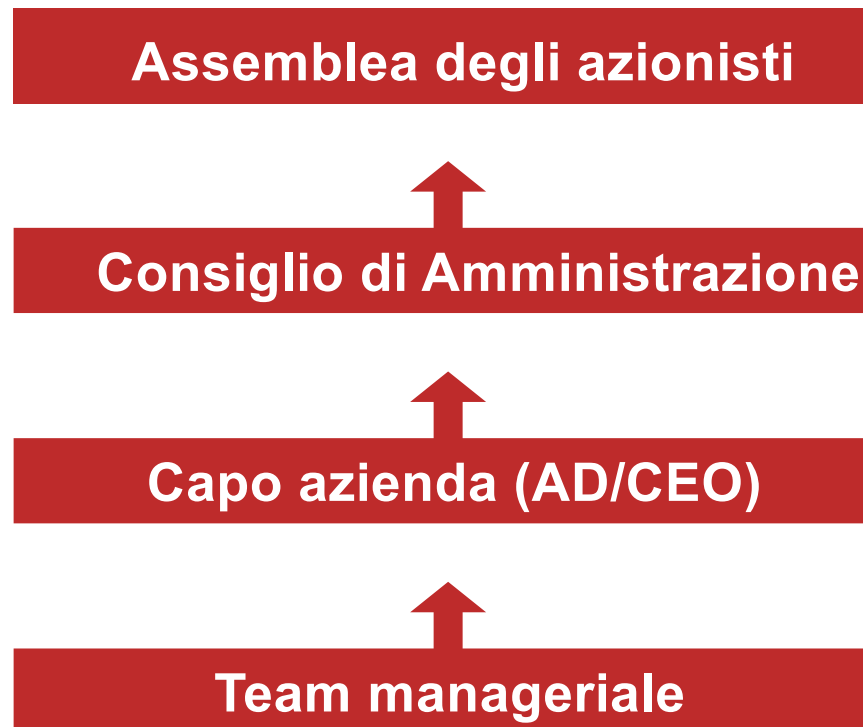 Assemblea degli azionisti
Consiglio di Amministrazione
Capo azienda (AD/CEO)
Team manageriale